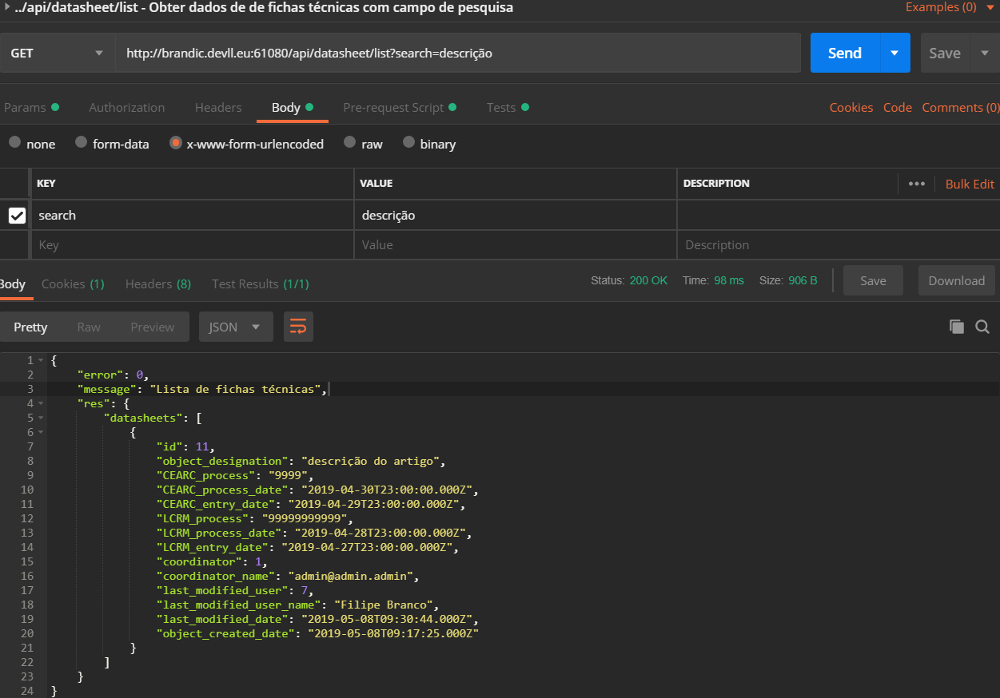 ../api/datasheet/list - Obter dados de de fichas técnicas com campo de pesquisa Examples (0)
GET http://brandic.devll.eu:61080/api/datasheet/list?search=descrição Send Save
Params Authorization Headers Body Pre-request Script Tests Cookies Code Comments (0)
none form-data x-www-form-urlencoded raw binary
KEY VALUE DESCRIPTION ••• Bulk Edit
search descrição
Key Value Description
Body Cookies (1) Headers (8) Test Results (1/1) Status: 200 OK Time: 98 ms Size: 906 B Save Download
Pretty Raw Preview JSON
1 {
2 "error": 0,
3 "message": "Lista de fichas técnicas",
4 "res": {
5 "datasheets": [
6 {
7 "id": 11,
8 "object_designation": "descrição do artigo",
9 "CEARC_process": "9999",
10 "CEARC_process_date": "2019-04-30T23:00:00.000Z",
11 "CEARC_entry_date": "2019-04-29T23:00:00.000Z",
12 "LCRM_process": "99999999999",
13 "LCRM_process_date": "2019-04-28T23:00:00.000Z",
14 "LCRM_entry_date": "2019-04-27T23:00:00.000Z",
15 "coordinator": 1,
16 "coordinator_name": "admin@admin.admin",
17 "last_modified_user": 7,
18 "last_modified_user_name": "Filipe Branco",
19 "last_modified_date": "2019-05-08T09:30:44.000Z",
20 "object_created_date": "2019-05-08T09:17:25.000Z"
21 }
22 ]
23 }
24 }